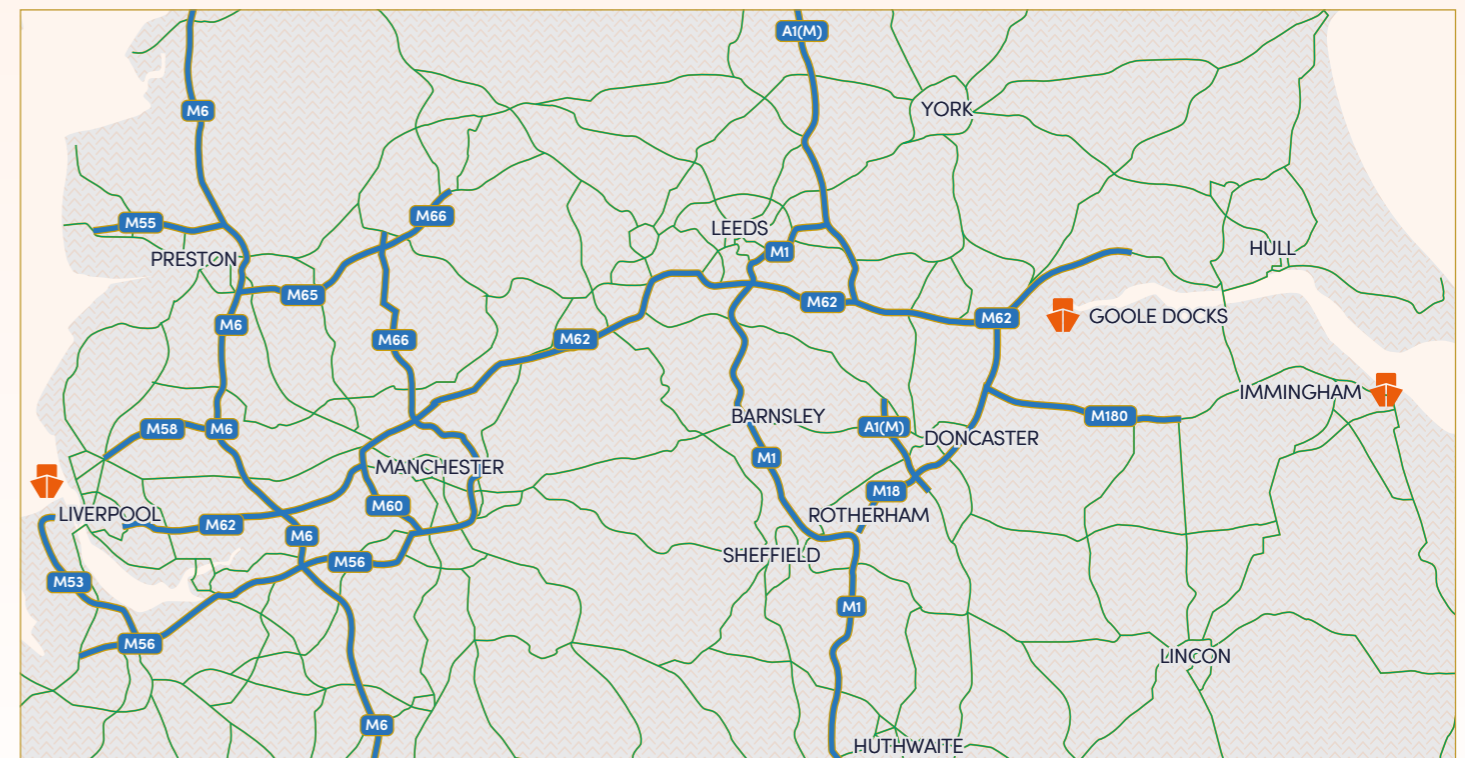 A1(M)
M6
YORK
M66
M55
LEEDS
HULL
M1
PRESTON
M65
M62
M62
GOOLE DOCKS
M6
M66
M62
IMMINGHAM
BARNSLEY
M180
M58
M6
A1(M)
DONCASTER
M1
MANCHESTER
M18
M60
LIVERPOOL
ROTHERHAM
M62
M6
SHEFFIELD
M56
M53
M1
M56
LINCON
M6
HUTHWAITE